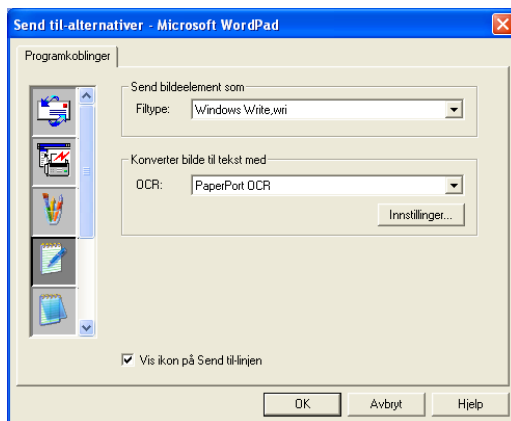 Send til-alternativer - Microsoft WordPad
Programkoblinger
Send bildeelement som
Filtype: Windows Write,wri
Konverter bilde til tekst med
OCR: PaperPort OCR
Innstillinger...
Vis ikon på Send til-linjen
OK Avbryt Hjelp